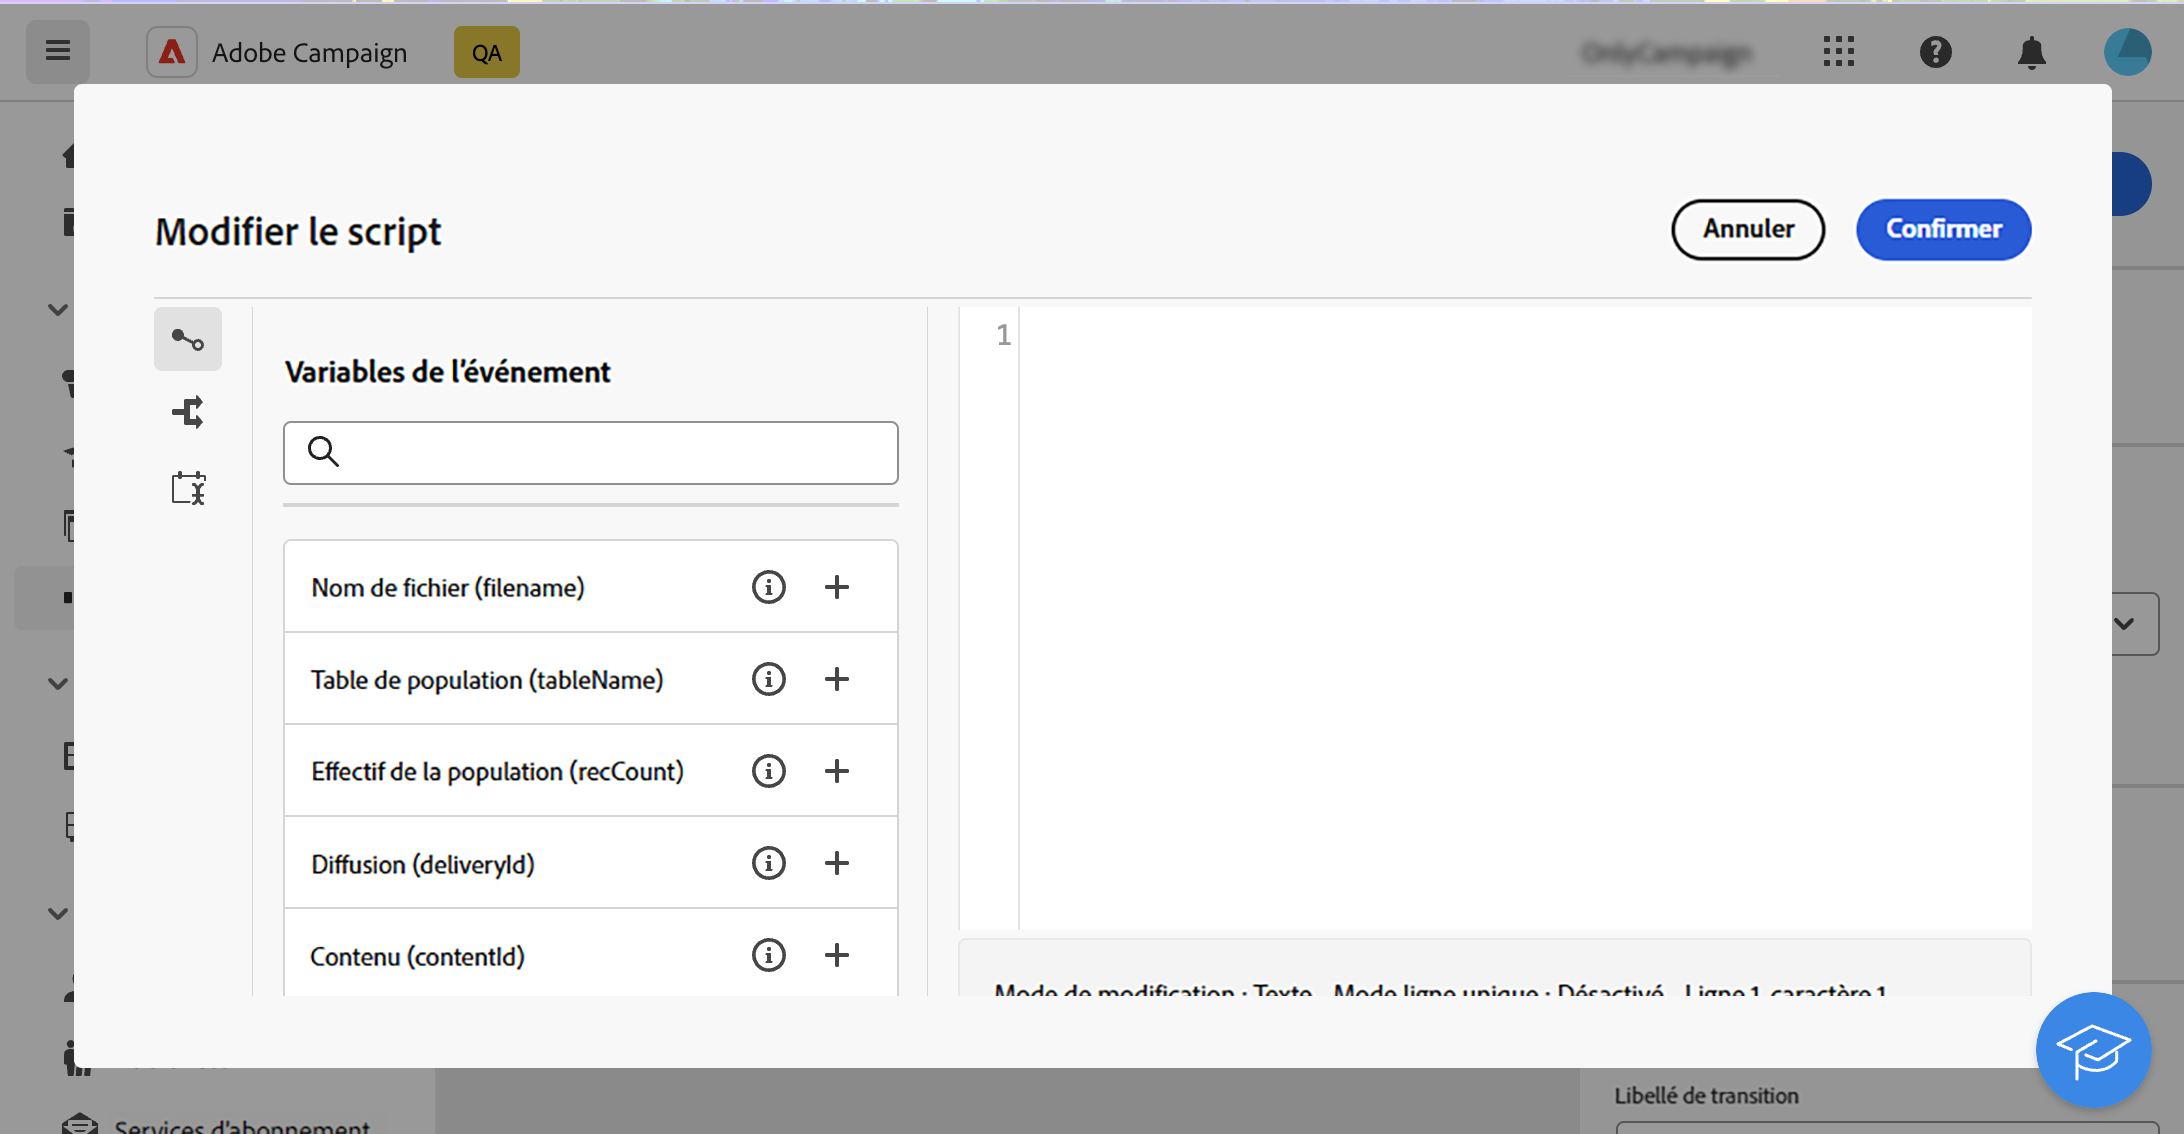 Adobe Campaign
QA
OnlyCampaign
Modifier le script
Annuler
Confirmer
Variables de l'événement
1
Nom de fichier (filename)
Table de population (tableName)
Effectif de la population (recCount)
Diffusion (deliveryId)
Contenu (contentId)
Mode de modification : Texte Mode ligne unique : Désactivé Ligne 1, caractère 1
Libellé de transition
Services d'abonnement